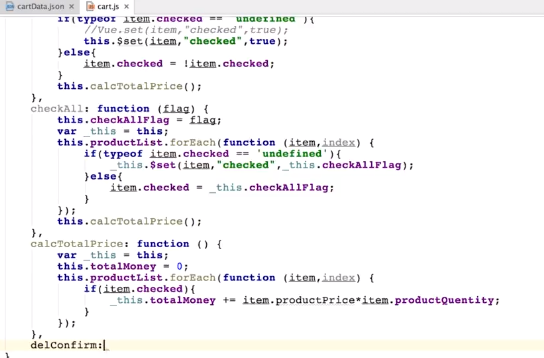 cartData.json × cart.js ×
if(typeof item.checked == 'undefined'){
//Vue.set(item,"checked",true);
this.$set(item,"checked",true);
}else{
item.checked = !item.checked;
}
this.calcTotalPrice();
},
checkAll: function (flag) {
this.checkAllFlag = flag;
var _this = this;
this.productList.forEach(function (item,index) {
if(typeof item.checked == 'undefined'){
_this.$set(item,"checked",_this.checkAllFlag);
}else{
item.checked = _this.checkAllFlag;
}
});
this.calcTotalPrice();
},
calcTotalPrice: function () {
var _this = this;
this.totalMoney = 0;
this.productList.forEach(function (item,index) {
if(item.checked){
_this.totalMoney += item.productPrice*item.productQuentity;
}
});
},
delConfirm:
}